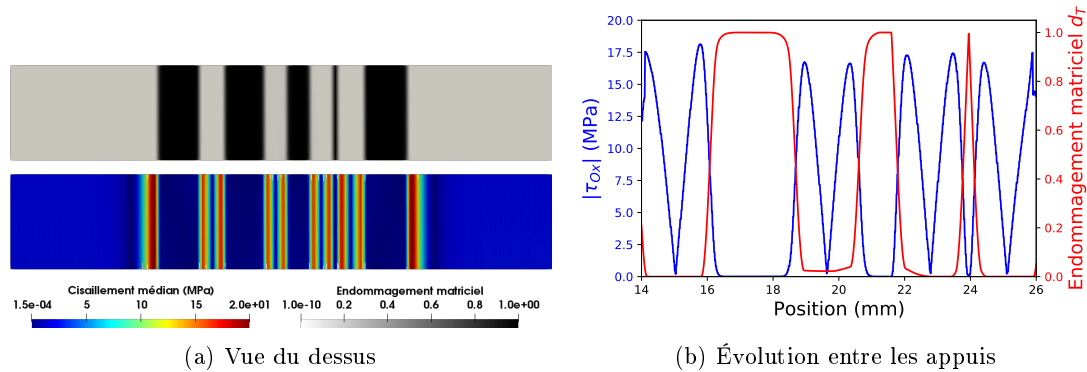 Cisaillement médian (MPa)
1.5e-04 5 10 15 2.0e+01
Endommagement matriciel
1.0e-10 0.2 0.4 0.6 0.8 1.0e+00
(a) Vue du dessus
|τOx| (MPa)
20.0
17.5
15.0
12.5
10.0
7.5
5.0
2.5
0.0
14 16 18 20 22 24 26
Position (mm)
1.0
0.8
0.6
0.4
0.2
0.0
Endommagement matriciel dT
(b) Évolution entre les appuis